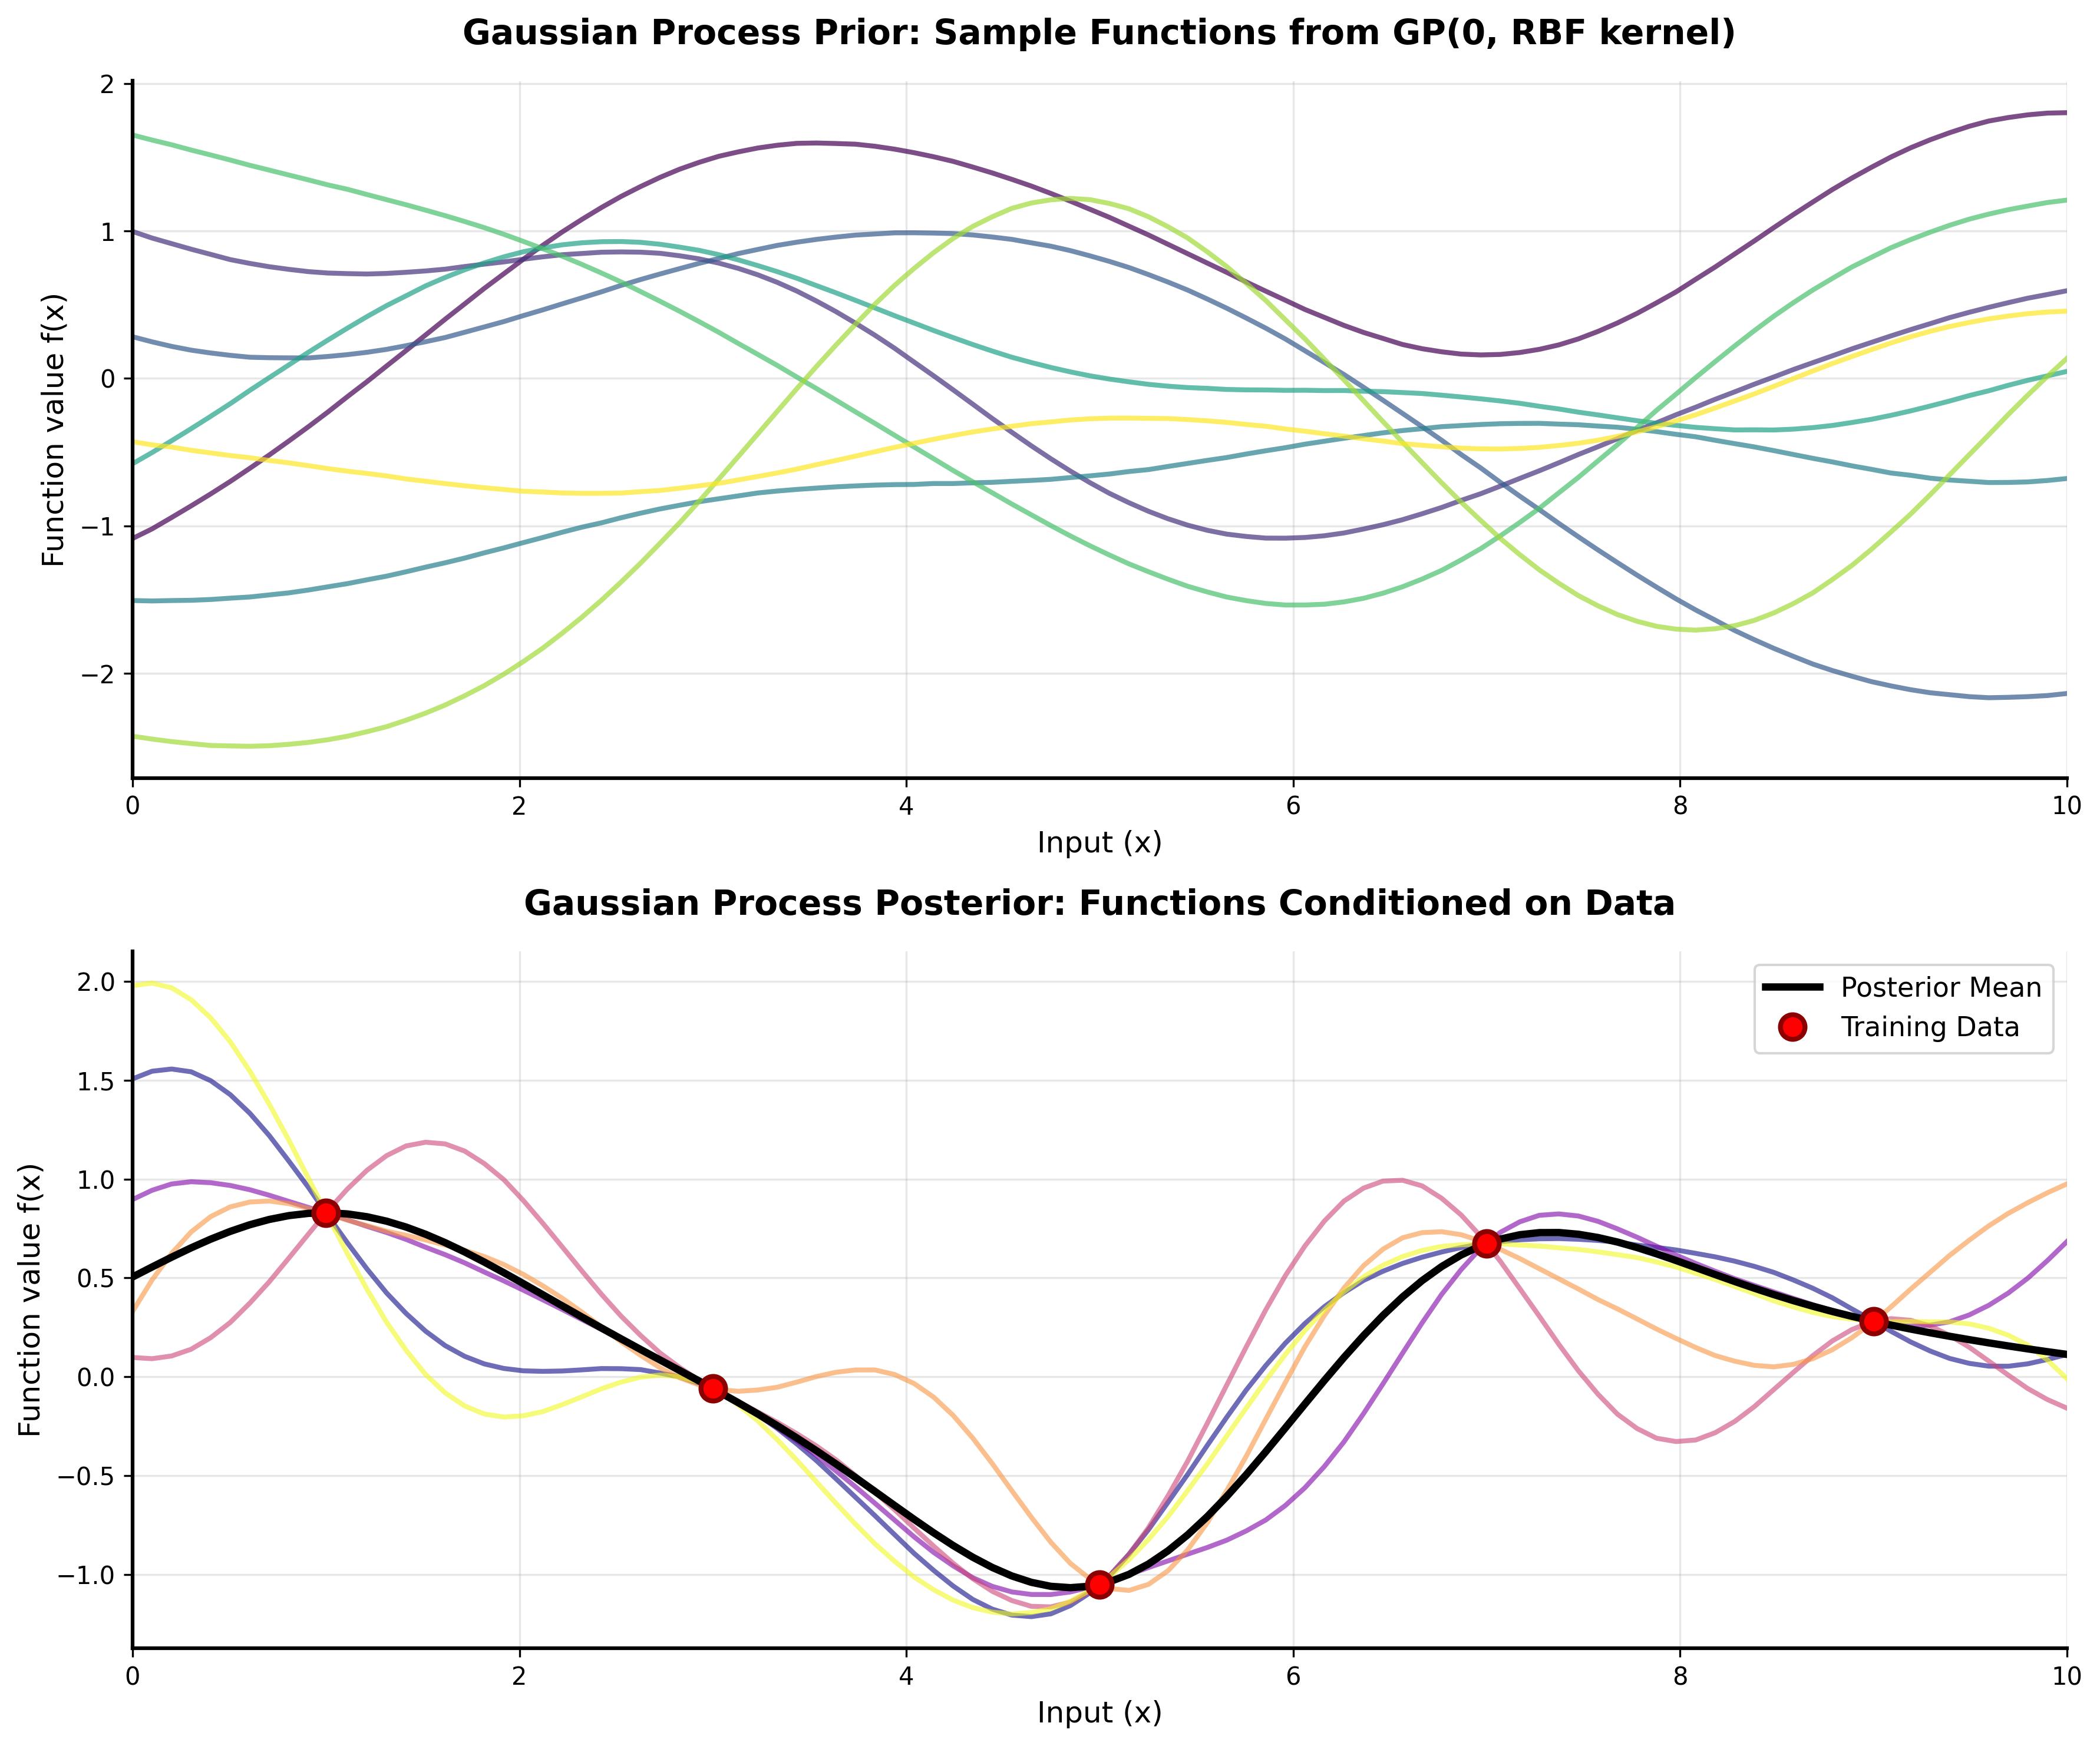 Gaussian Process Prior: Sample Functions from GP(0, RBF kernel)
2
1
0
−1
−2
Function value f(x)
0 2 4 6 8 10
Input (x)
Gaussian Process Posterior: Functions Conditioned on Data
Posterior Mean
Training Data
2.0
1.5
1.0
0.5
0.0
−0.5
−1.0
Function value f(x)
0 2 4 6 8 10
Input (x)